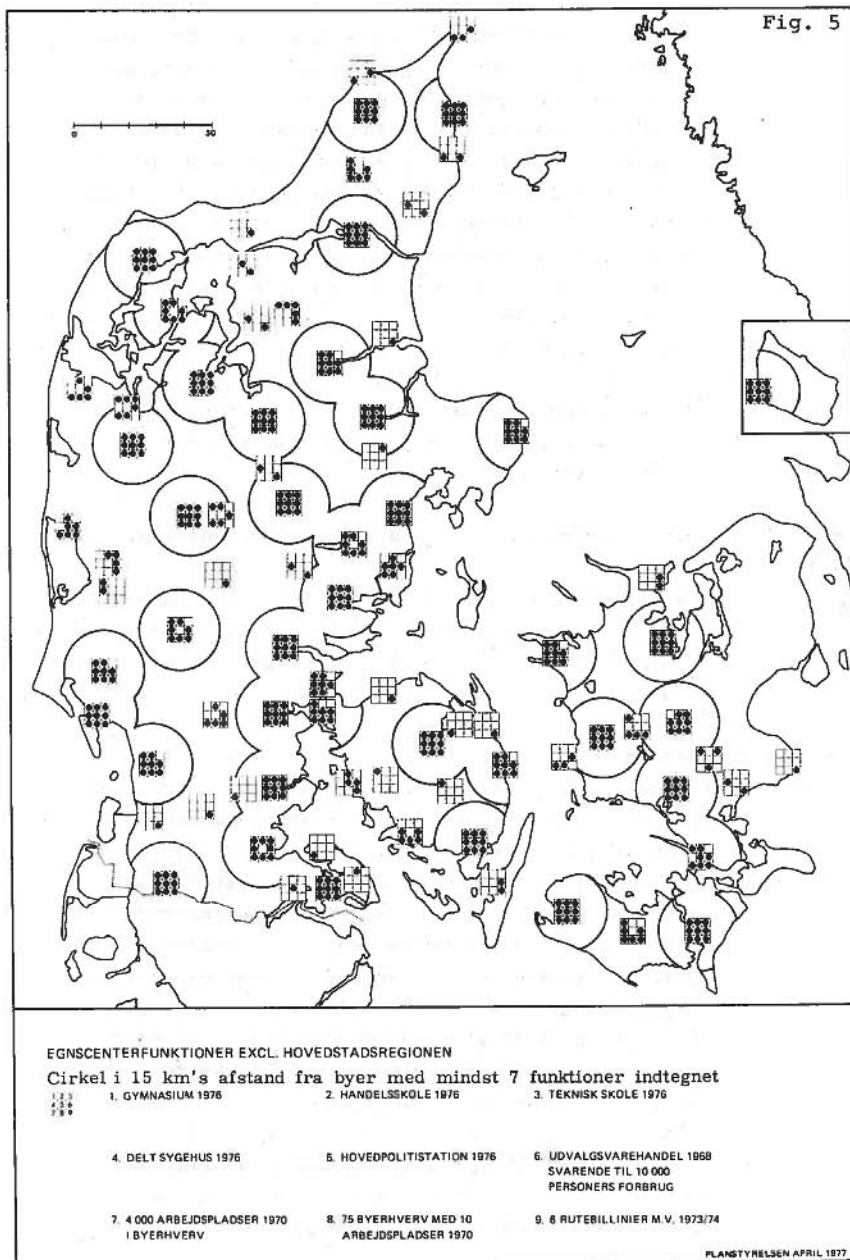 Fig. 5
0 50
EGNSCENTERFUNKTIONER EXCL. HOVEDSTADSREGIONEN
Cirkel i 15 km's afstand fra byer med mindst 7 funktioner indtegnet
1 2 3
4 5 6
7 8 9
1. GYMNASIUM 1976
2. HANDELSSKOLE 1976
3. TEKNISK SKOLE 1976
4. DELT SYGEHUS 1976
5. HOVEDPOLITISTATION 1976
6. UDVALGSVAREHANDEL 1968
SVARENDE TIL 10 000
PERSONERS FORBRUG
7. 4 000 ARBEJDSPLADSER 1970
I BYERHVERV
8. 75 BYERHVERV MED 10
ARBEJDSPLADSER 1970
9. 6 RUTEBILLINIER M.V. 1973/74
PLANSTYRELSEN APRIL 1977